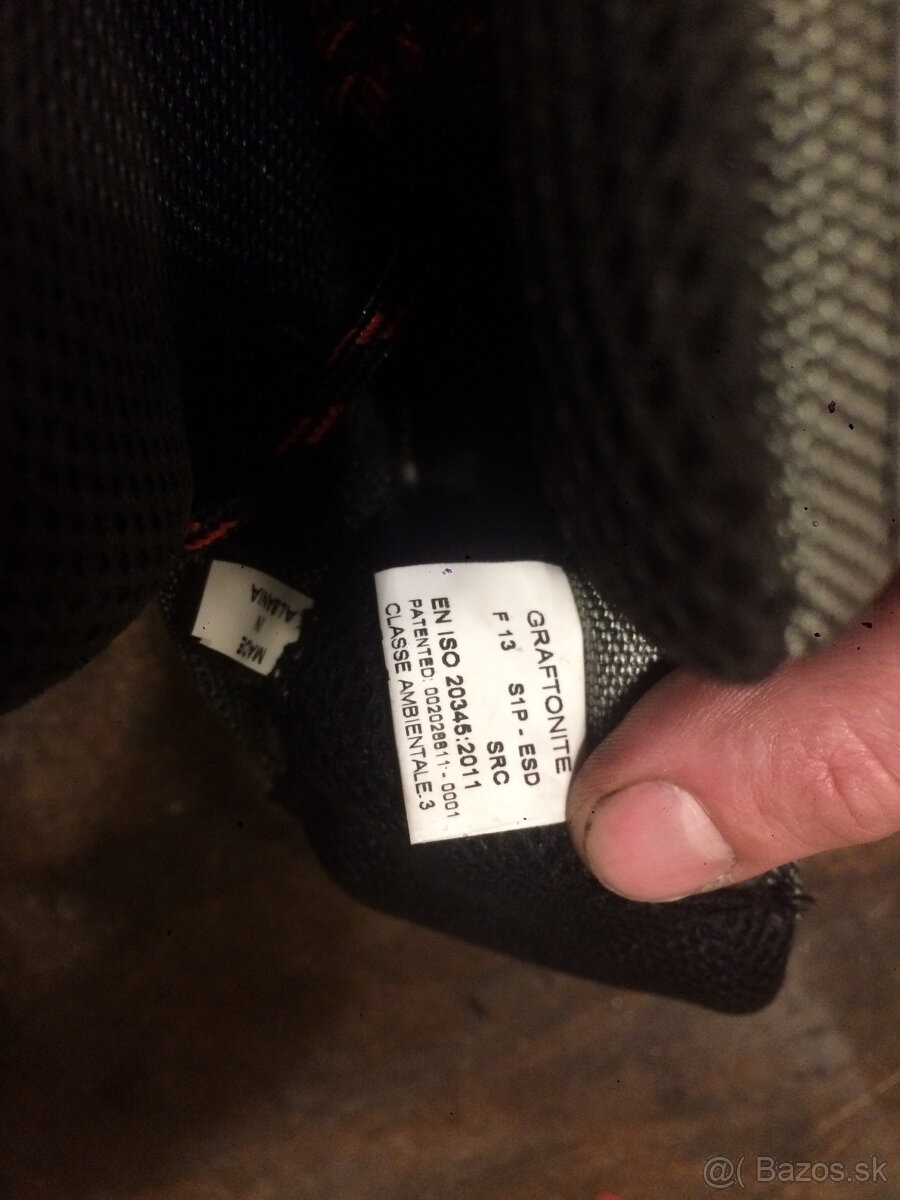 GRAFTONITE
F 13 S1P - ESD
SRC
EN ISO 20345:2011
PATENTED: 002028811- 0001
CLASSE AMBIENTALE.3
MADE
IN
ALBANIA
@( Bazos.sk